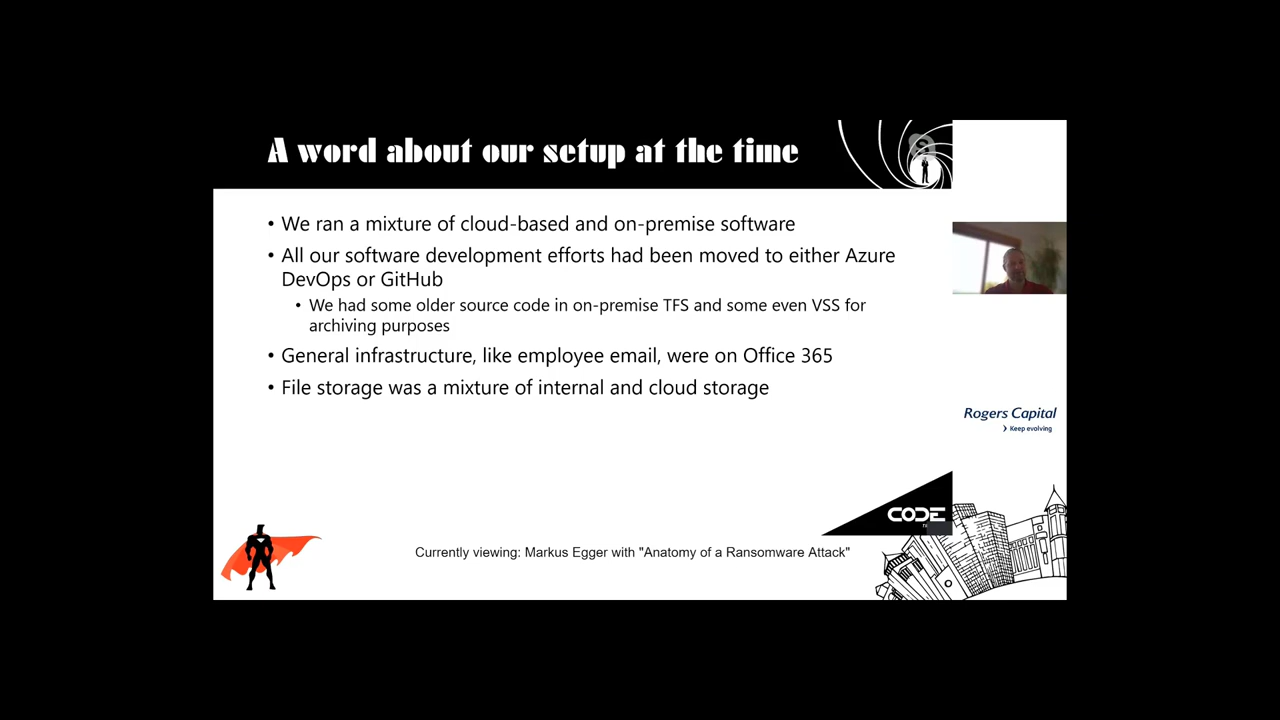 A word about our setup at the time
• We ran a mixture of cloud-based and on-premise software
• All our software development efforts had been moved to either Azure
DevOps or GitHub
• We had some older source code in on-premise TFS and some even VSS for
archiving purposes
• General infrastructure, like employee email, were on Office 365
• File storage was a mixture of internal and cloud storage
Rogers Capital
Keep evolving
CODE
Currently viewing: Markus Egger with "Anatomy of a Ransomware Attack"